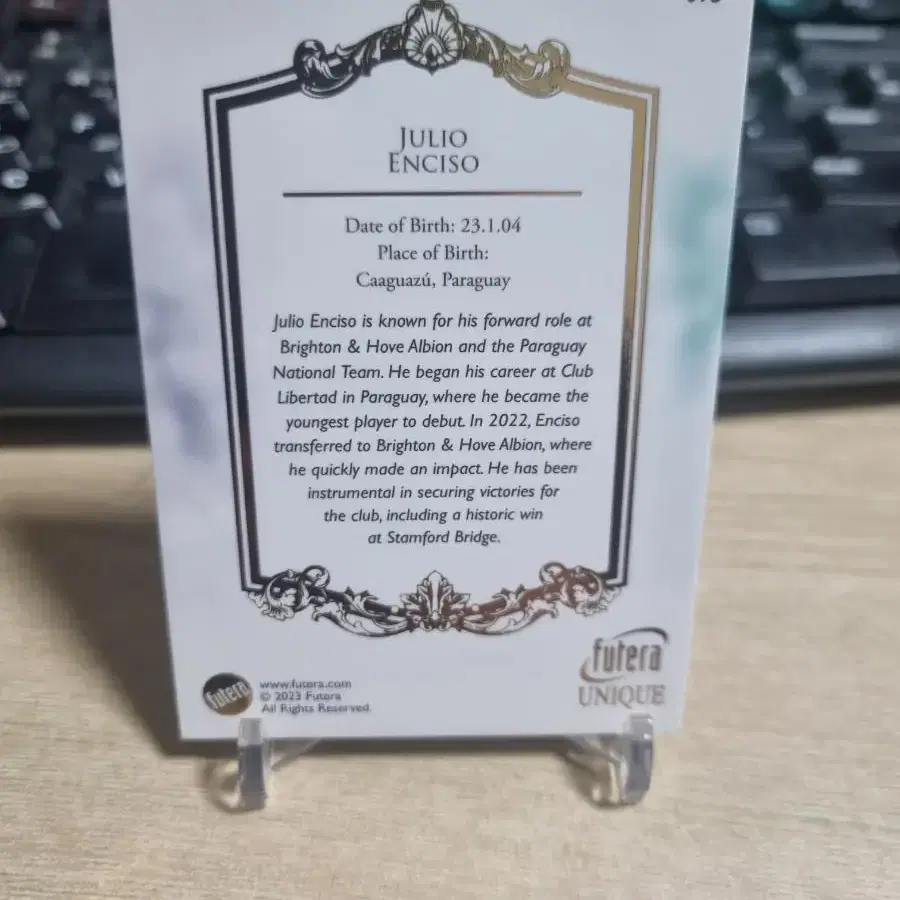 JULIO
ENCISO
Date of Birth: 23.1.04
Place of Birth:
Caaguazú, Paraguay
Julio Enciso is known for his forward role at
Brighton & Hove Albion and the Paraguay
National Team. He began his career at Club
Libertad in Paraguay, where he became the
youngest player to debut. In 2022, Enciso
transferred to Brighton & Hove Albion, where
he quickly made an impact. He has been
instrumental in securing victories for
the club, including a historic win
at Stamford Bridge.
futera
UNIQUE
futera
www.futera.com
© 2023 Futera
All Rights Reserved.